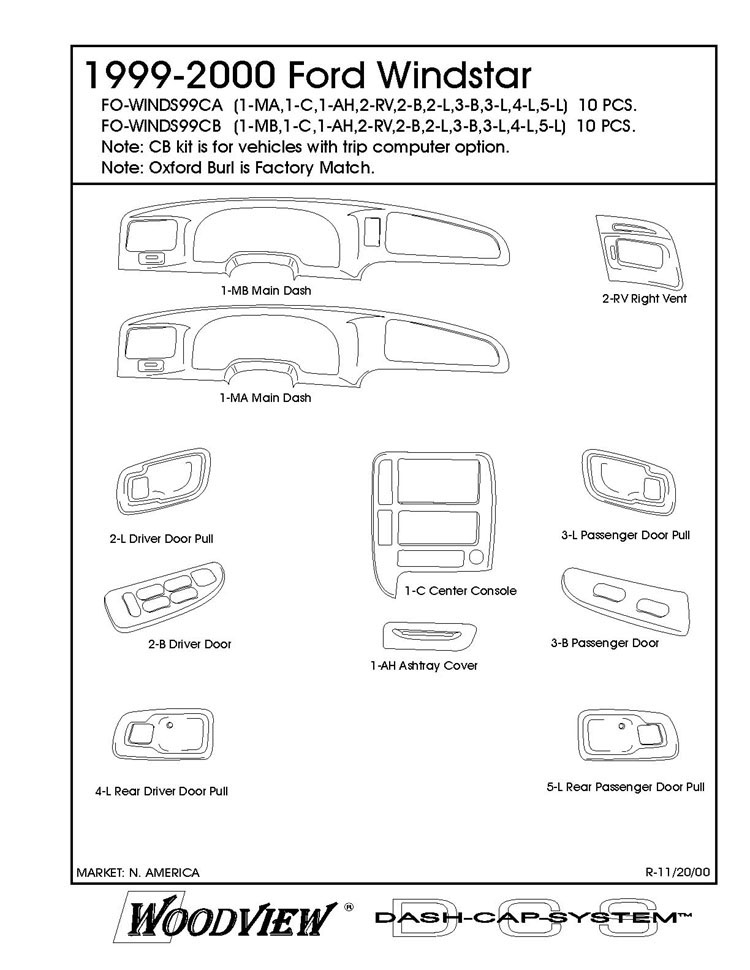 1999-2000 Ford Windstar
FO-WINDS99CA (1-MA,1-C,1-AH,2-RV,2-B,2-L,3-B,3-L,4-L,5-L) 10 PCS.
FO-WINDS99CB (1-MB,1-C,1-AH,2-RV,2-B,2-L,3-B,3-L,4-L,5-L) 10 PCS.
Note: CB kit is for vehicles with trip computer option.
Note: Oxford Burl is Factory Match.
1-MB Main Dash
2-RV Right Vent
1-MA Main Dash
2-L Driver Door Pull
3-L Passenger Door Pull
1-C Center Console
2-B Driver Door
3-B Passenger Door
1-AH Ashtray Cover
4-L Rear Driver Door Pull
5-L Rear Passenger Door Pull
MARKET: N. AMERICA
R-11/20/00
WOODVIEW ®
DCS
DASH-CAP-SYSTEM™